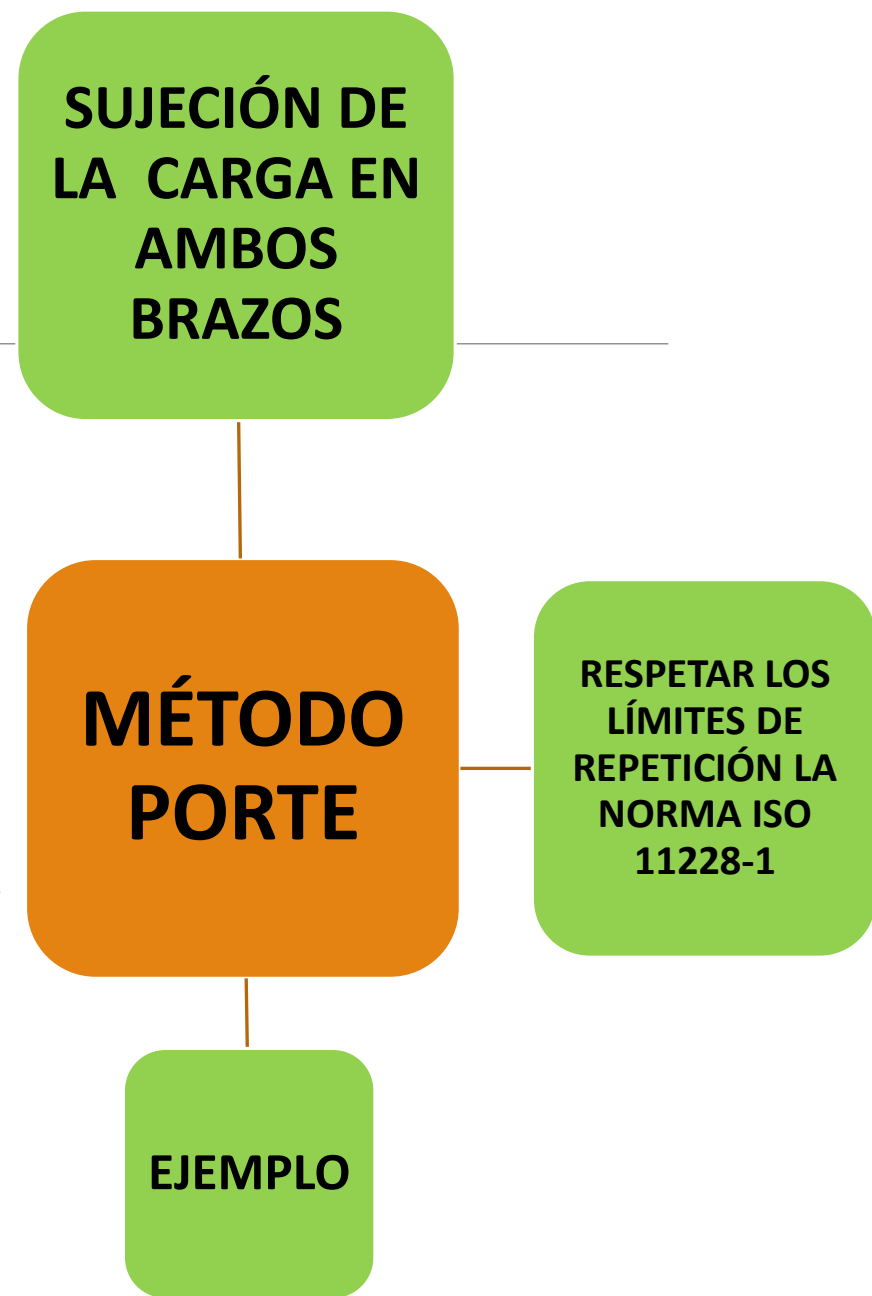 SUJECIÓN DE
LA CARGA EN
AMBOS
BRAZOS
MÉTODO
PORTE
RESPETAR LOS
LÍMITES DE
REPETICIÓN LA
NORMA ISO
11228-1
EJEMPLO